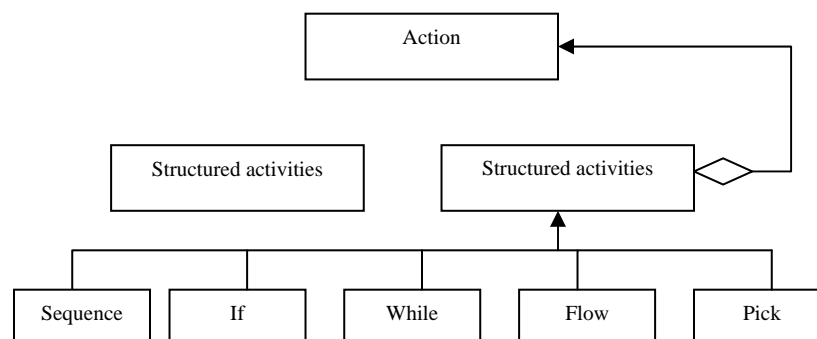 Action
Structured activities
Structured activities
Sequence
If
While
Flow
Pick